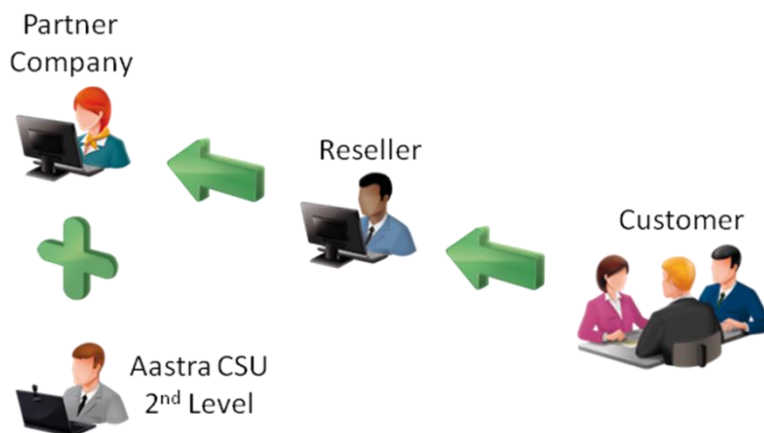 Partner
Company
Reseller
Customer
Aastra CSU
2nd Level